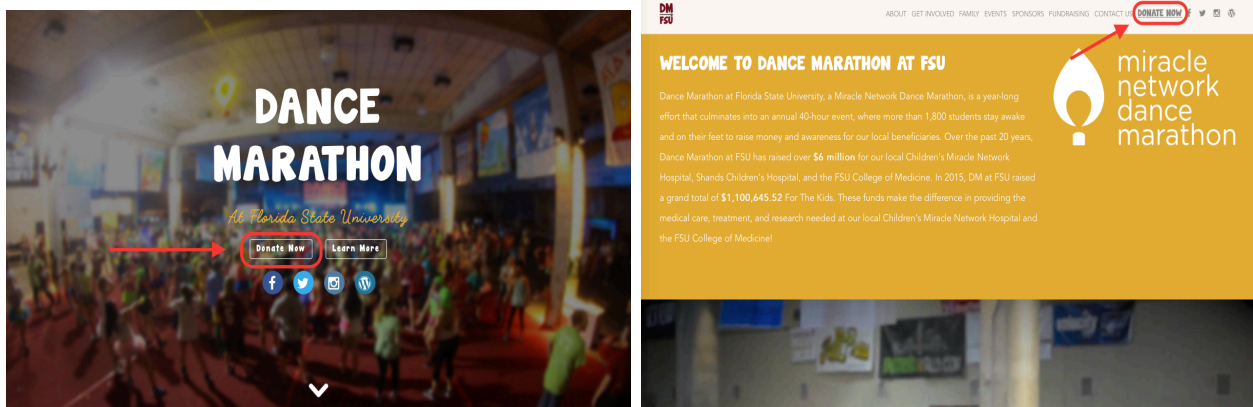 DANCE
MARATHON
At Florida State University
Donate Now
Learn More
DM
FSU
ABOUT GET INVOLVED FAMILY EVENTS SPONSORS FUNDRAISING CONTACT US DONATE NOW
WELCOME TO DANCE MARATHON AT FSU
Dance Marathon at Florida State University, a Miracle Network Dance Marathon, is a year-long
effort that culminates into an annual 40-hour event, where more than 1,800 students stay awake
and on their feet to raise money and awareness for our local beneficiaries. Over the past 20 years,
Dance Marathon at FSU has raised over $6 million for our local Children's Miracle Network
Hospital, Shands Children's Hospital, and the FSU College of Medicine. In 2015, DM at FSU raised
a grand total of $1,100,645.52 For The Kids. These funds make the difference in providing the
medical care, treatment, and research needed at our local Children's Miracle Network Hospital and
the FSU College of Medicine!
miracle
network
dance
marathon